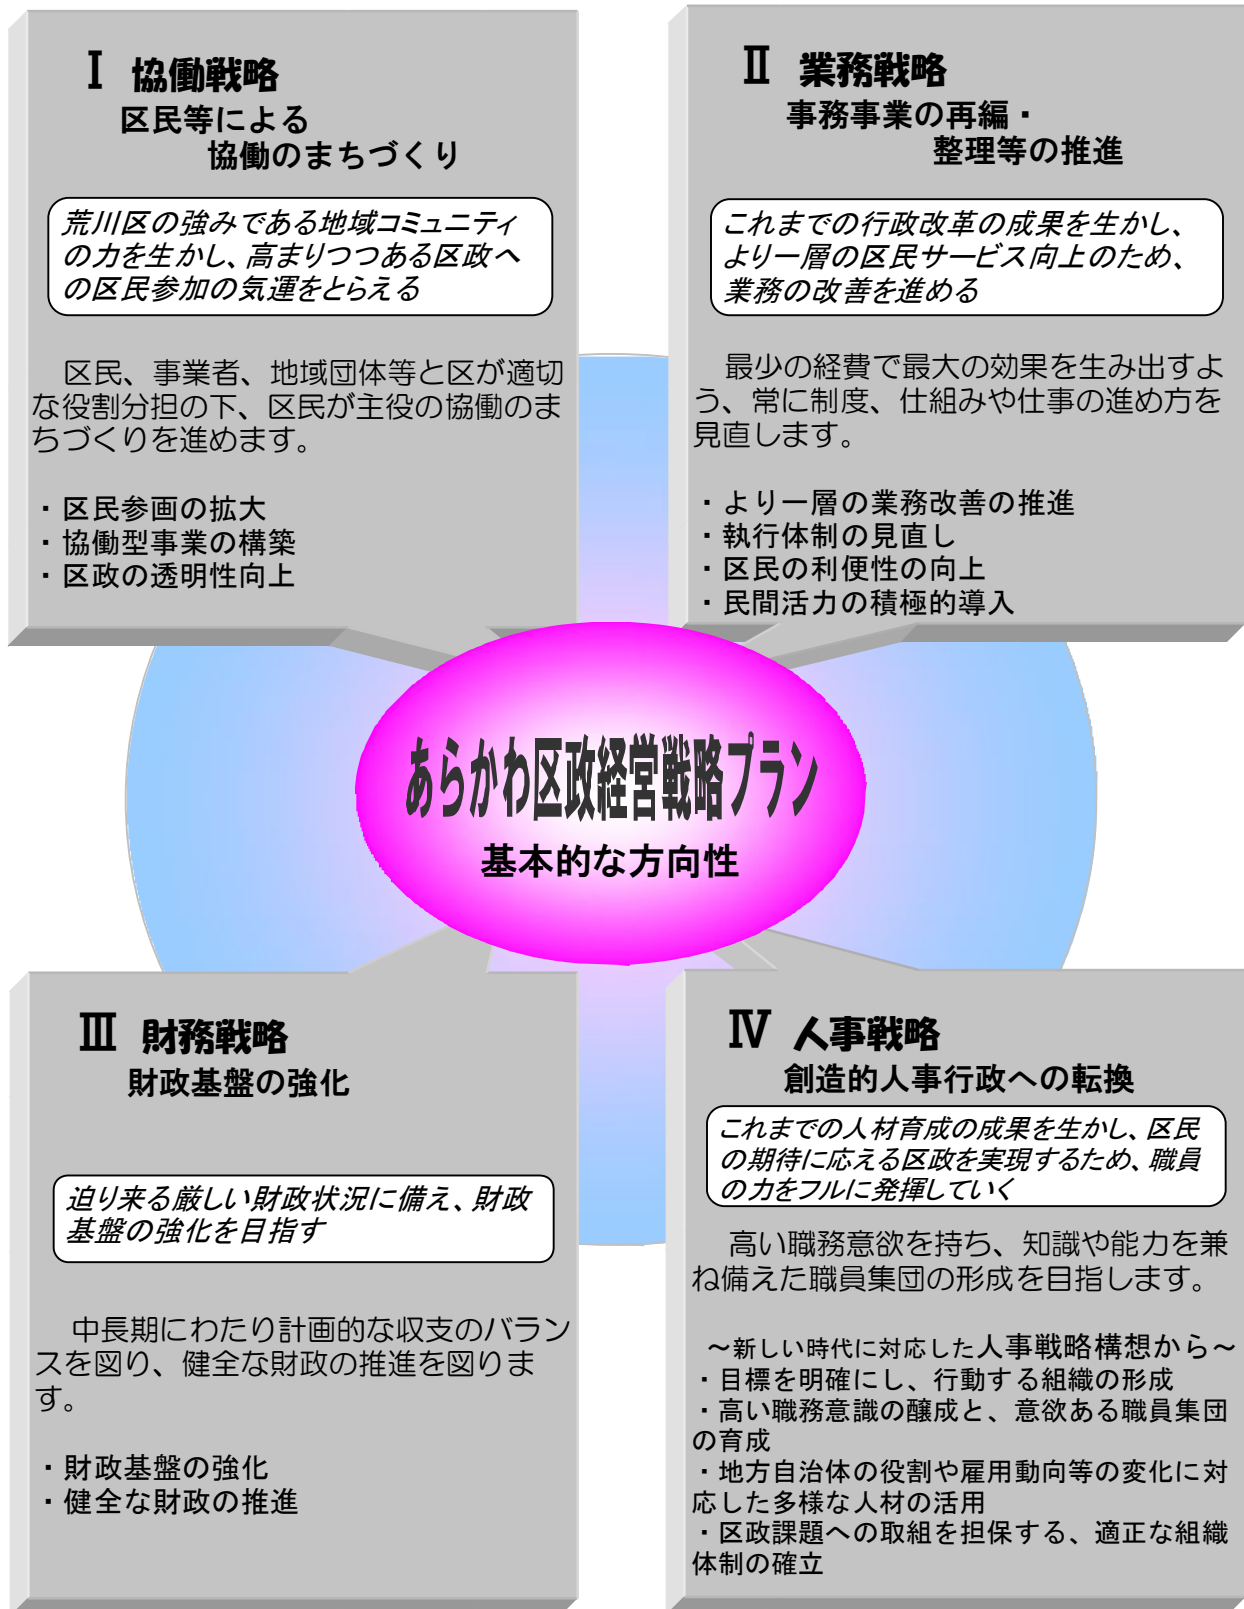 Ⅰ 協働戦略
区民等による
協働のまちづくり
荒川区の強みである地域コミュニティ
の力を生かし、高まりつつある区政へ
の区民参加の気運をとらえる
区民、事業者、地域団体等と区が適切
な役割分担の下、区民が主役の協働のま
ちづくりを進めます。
・区民参画の拡大
・協働型事業の構築
・区政の透明性向上
Ⅱ 業務戦略
事務事業の再編・
整理等の推進
これまでの行政改革の成果を生かし、
より一層の区民サービス向上のため、
業務の改善を進める
最少の経費で最大の効果を生み出すよ
う、常に制度、仕組みや仕事の進め方を
見直します。
・より一層の業務改善の推進
・執行体制の見直し
・区民の利便性の向上
・民間活力の積極的導入
あらかわ区政経営戦略プラン
基本的な方向性
Ⅲ 財務戦略
財政基盤の強化
迫り来る厳しい財政状況に備え、財政
基盤の強化を目指す
中長期にわたり計画的な収支のバラン
スを図り、健全な財政の推進を図りま
す。
・財政基盤の強化
・健全な財政の推進
Ⅳ 人事戦略
創造的人事行政への転換
これまでの人材育成の成果を生かし、区民
の期待に応える区政を実現するため、職員
の力をフルに発揮していく
高い職務意欲を持ち、知識や能力を兼
ね備えた職員集団の形成を目指します。
～新しい時代に対応した人事戦略構想から～
・目標を明確にし、行動する組織の形成
・高い職務意識の醸成と、意欲ある職員集団
の育成
・地方自治体の役割や雇用動向等の変化に対
応した多様な人材の活用
・区政課題への取組を担保する、適正な組織
体制の確立